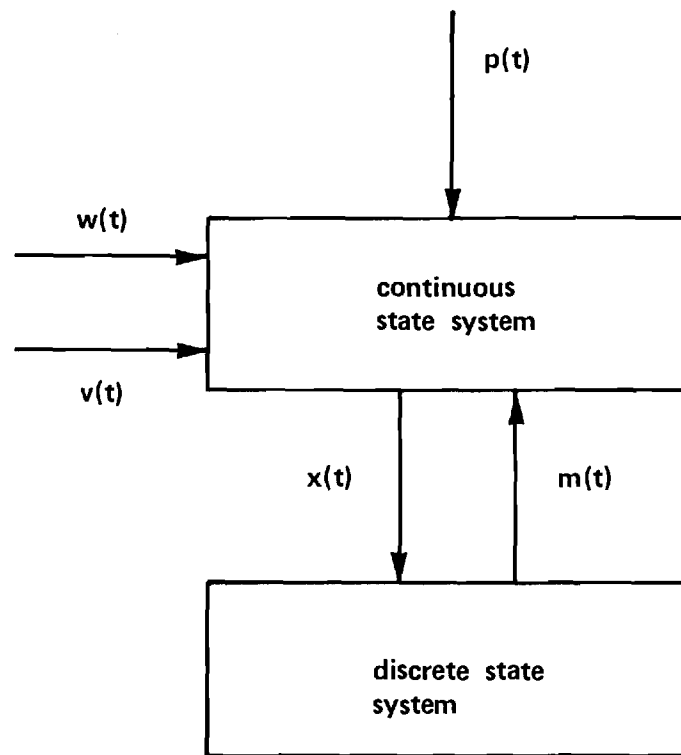 p(t)
w(t)
continuous
state system
v(t)
x(t)
m(t)
discrete state
system